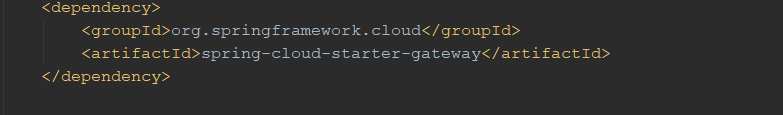 <dependency>
<groupId>org.springframework.cloud</groupId>
<artifactId>spring-cloud-starter-gateway</artifactId>
</dependency>